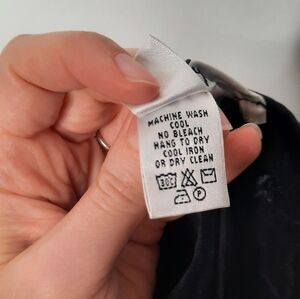 MACHINE WASH
COOL
NO BLEACH
HANG TO DRY
COOL IRON
OR DRY CLEAN
30°
P